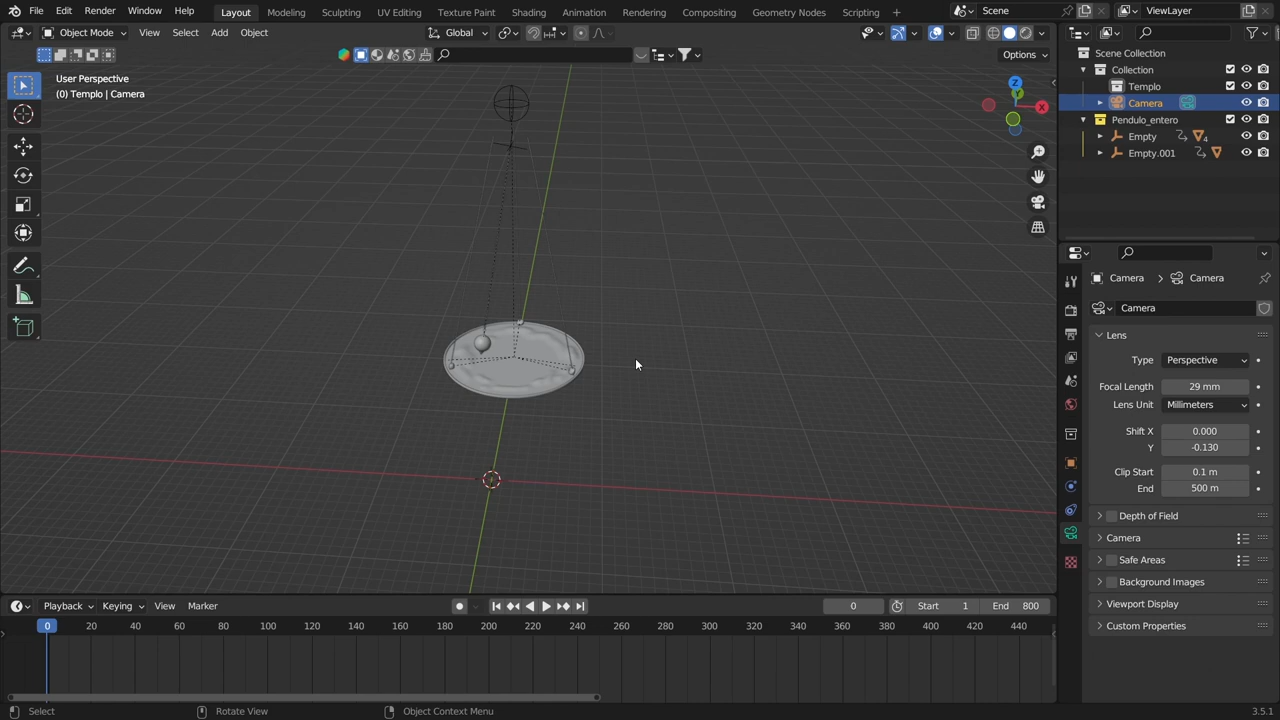 File Edit Render Window Help Layout Modeling Sculpting UV Editing Texture Paint Shading Animation Rendering Compositing Geometry Nodes Scripting Scene ViewLayer
Object Mode View Select Add Object Global
Options
User Perspective
(0) Templo | Camera
Z
Y
X
Scene Collection
Collection
Templo
Camera
Pendulo_entero
Empty
4
Empty.001
Camera Camera
Camera
Lens
Type Perspective
Focal Length 29 mm
Lens Unit Millimeters
Shift X 0.000
Y -0.130
Clip Start 0.1 m
End 500 m
Depth of Field
Camera
Safe Areas
Background Images
Viewport Display
Custom Properties
Playback Keying View Marker 0 Start 1 End 800
0 20 40 60 80 100 120 140 160 180 200 220 240 260 280 300 320 340 360 380 400 420 440
Select Rotate View Object Context Menu 3.5.1